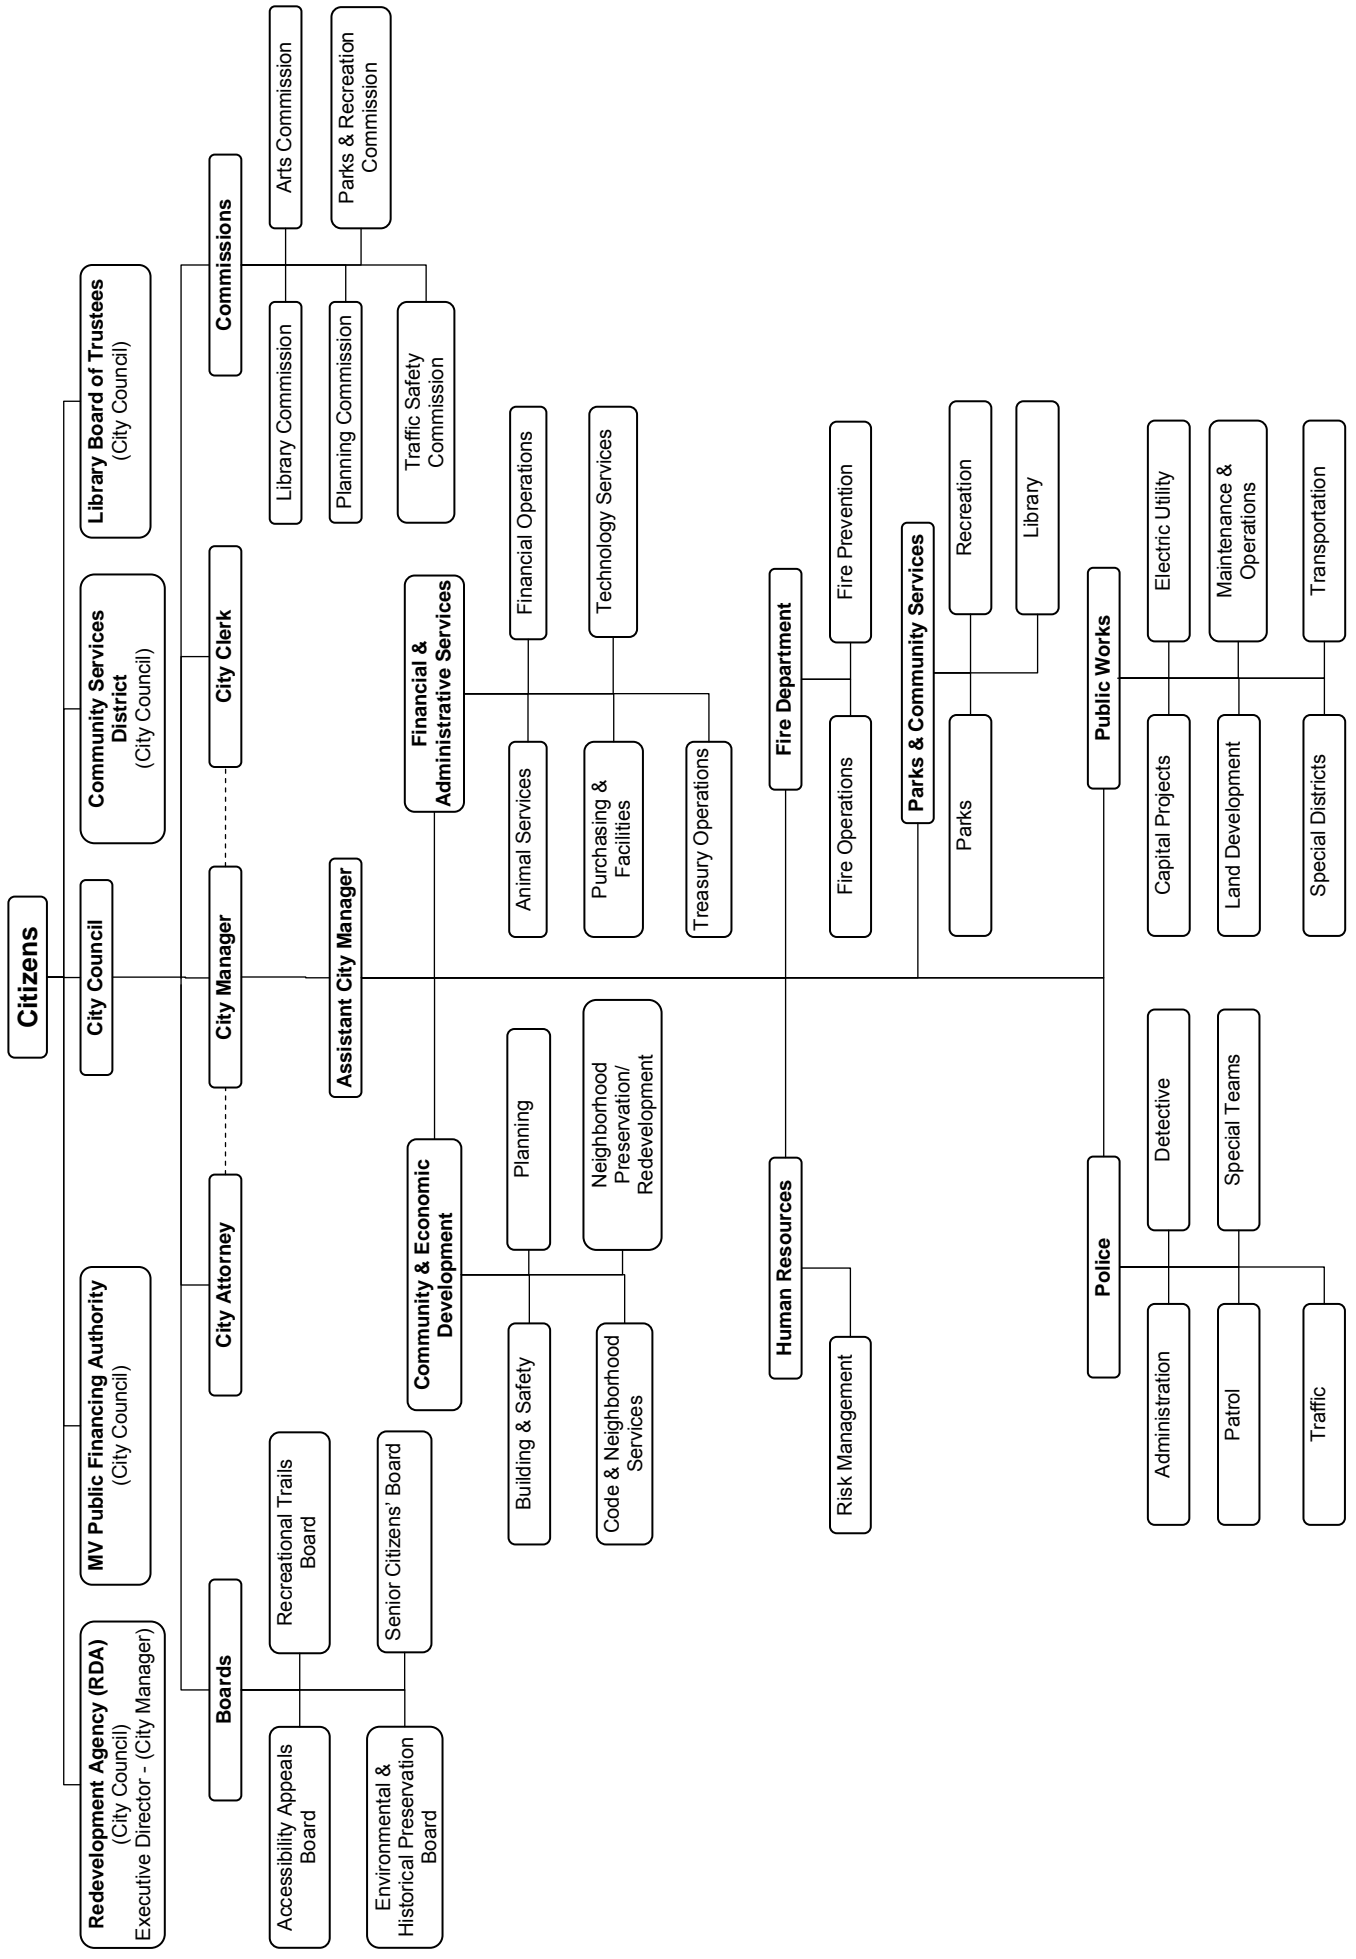 Citizens
Redevelopment Agency (RDA)
(City Council)
Executive Director - (City Manager)
MV Public Financing Authority
(City Council)
City Council
Community Services
District
(City Council)
Library Board of Trustees
(City Council)
Boards
City Attorney
City Manager
City Clerk
Commissions
Accessibility Appeals
Board
Recreational Trails
Board
Environmental &
Historical Preservation
Board
Senior Citizens' Board
Library Commission
Arts Commission
Planning Commission
Parks & Recreation
Commission
Traffic Safety
Commission
Assistant City Manager
Community & Economic
Development
Building & Safety
Planning
Code & Neighborhood
Services
Neighborhood
Preservation/
Redevelopment
Financial &
Administrative Services
Animal Services
Financial Operations
Purchasing &
Facilities
Technology Services
Treasury Operations
Human Resources
Risk Management
Fire Department
Fire Operations
Fire Prevention
Parks & Community Services
Parks
Recreation
Library
Police
Administration
Detective
Patrol
Special Teams
Traffic
Public Works
Capital Projects
Electric Utility
Land Development
Maintenance &
Operations
Special Districts
Transportation